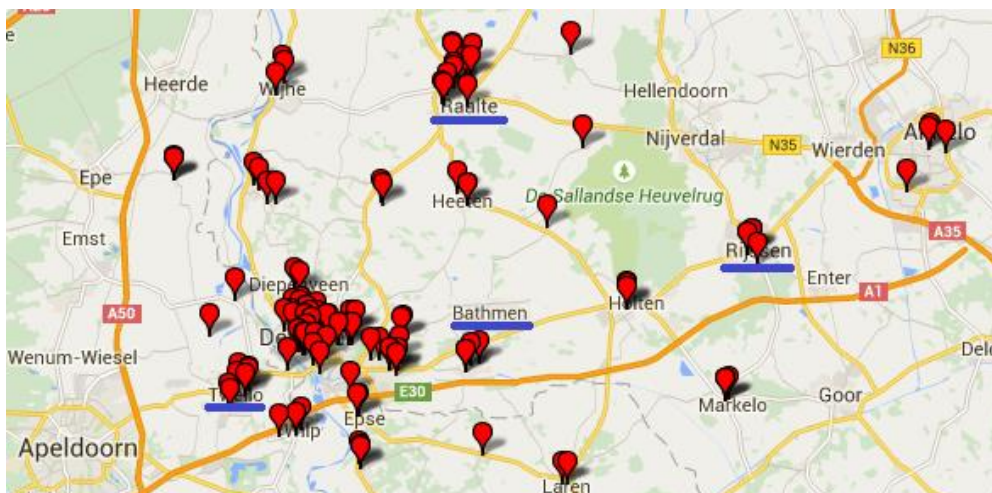 N36
Heerde
Wijhe
Raalte
Hellendoorn
Nijverdal
N35
Wierden
Epe
Heeten
De Sallandse Heuvelrug
Emst
A35
Rijssen
Diepenveen
Enter
A1
A50
Bathmen
Holten
Wenum-Wiesel
E30
Goor
Markelo
Epse
Apeldoorn
Laren